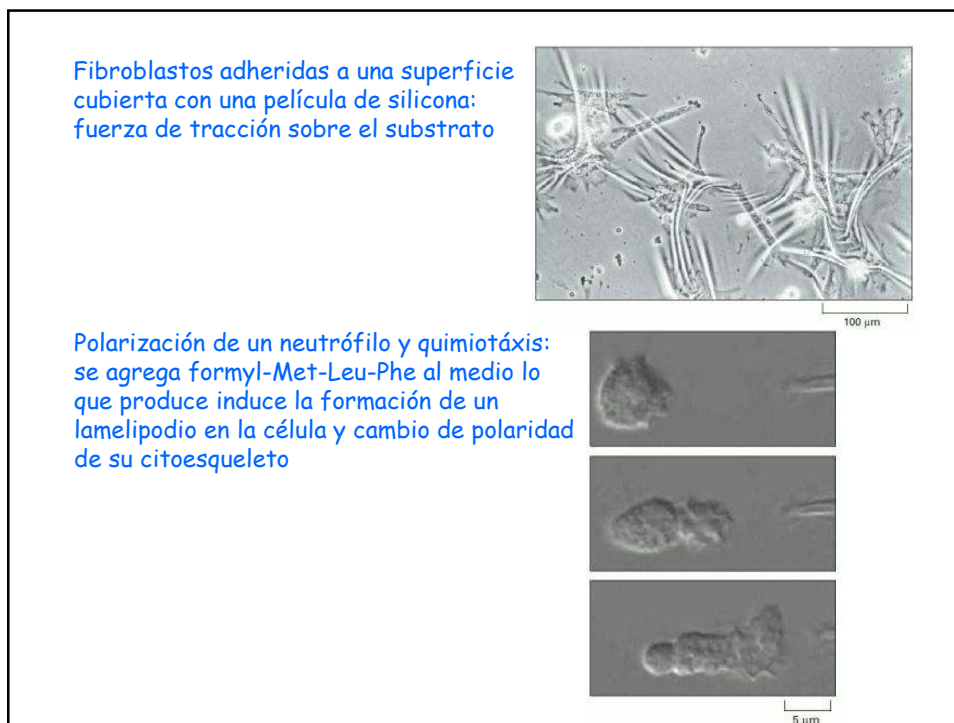 Fibroblastos adheridas a una superficie
cubierta con una película de silicona:
fuerza de tracción sobre el substrato
100 μm
Polarización de un neutrófilo y quimiotáxis:
se agrega formyl-Met-Leu-Phe al medio lo
que produce induce la formación de un
lamelipodio en la célula y cambio de polaridad
de su citoesqueleto
5 μm